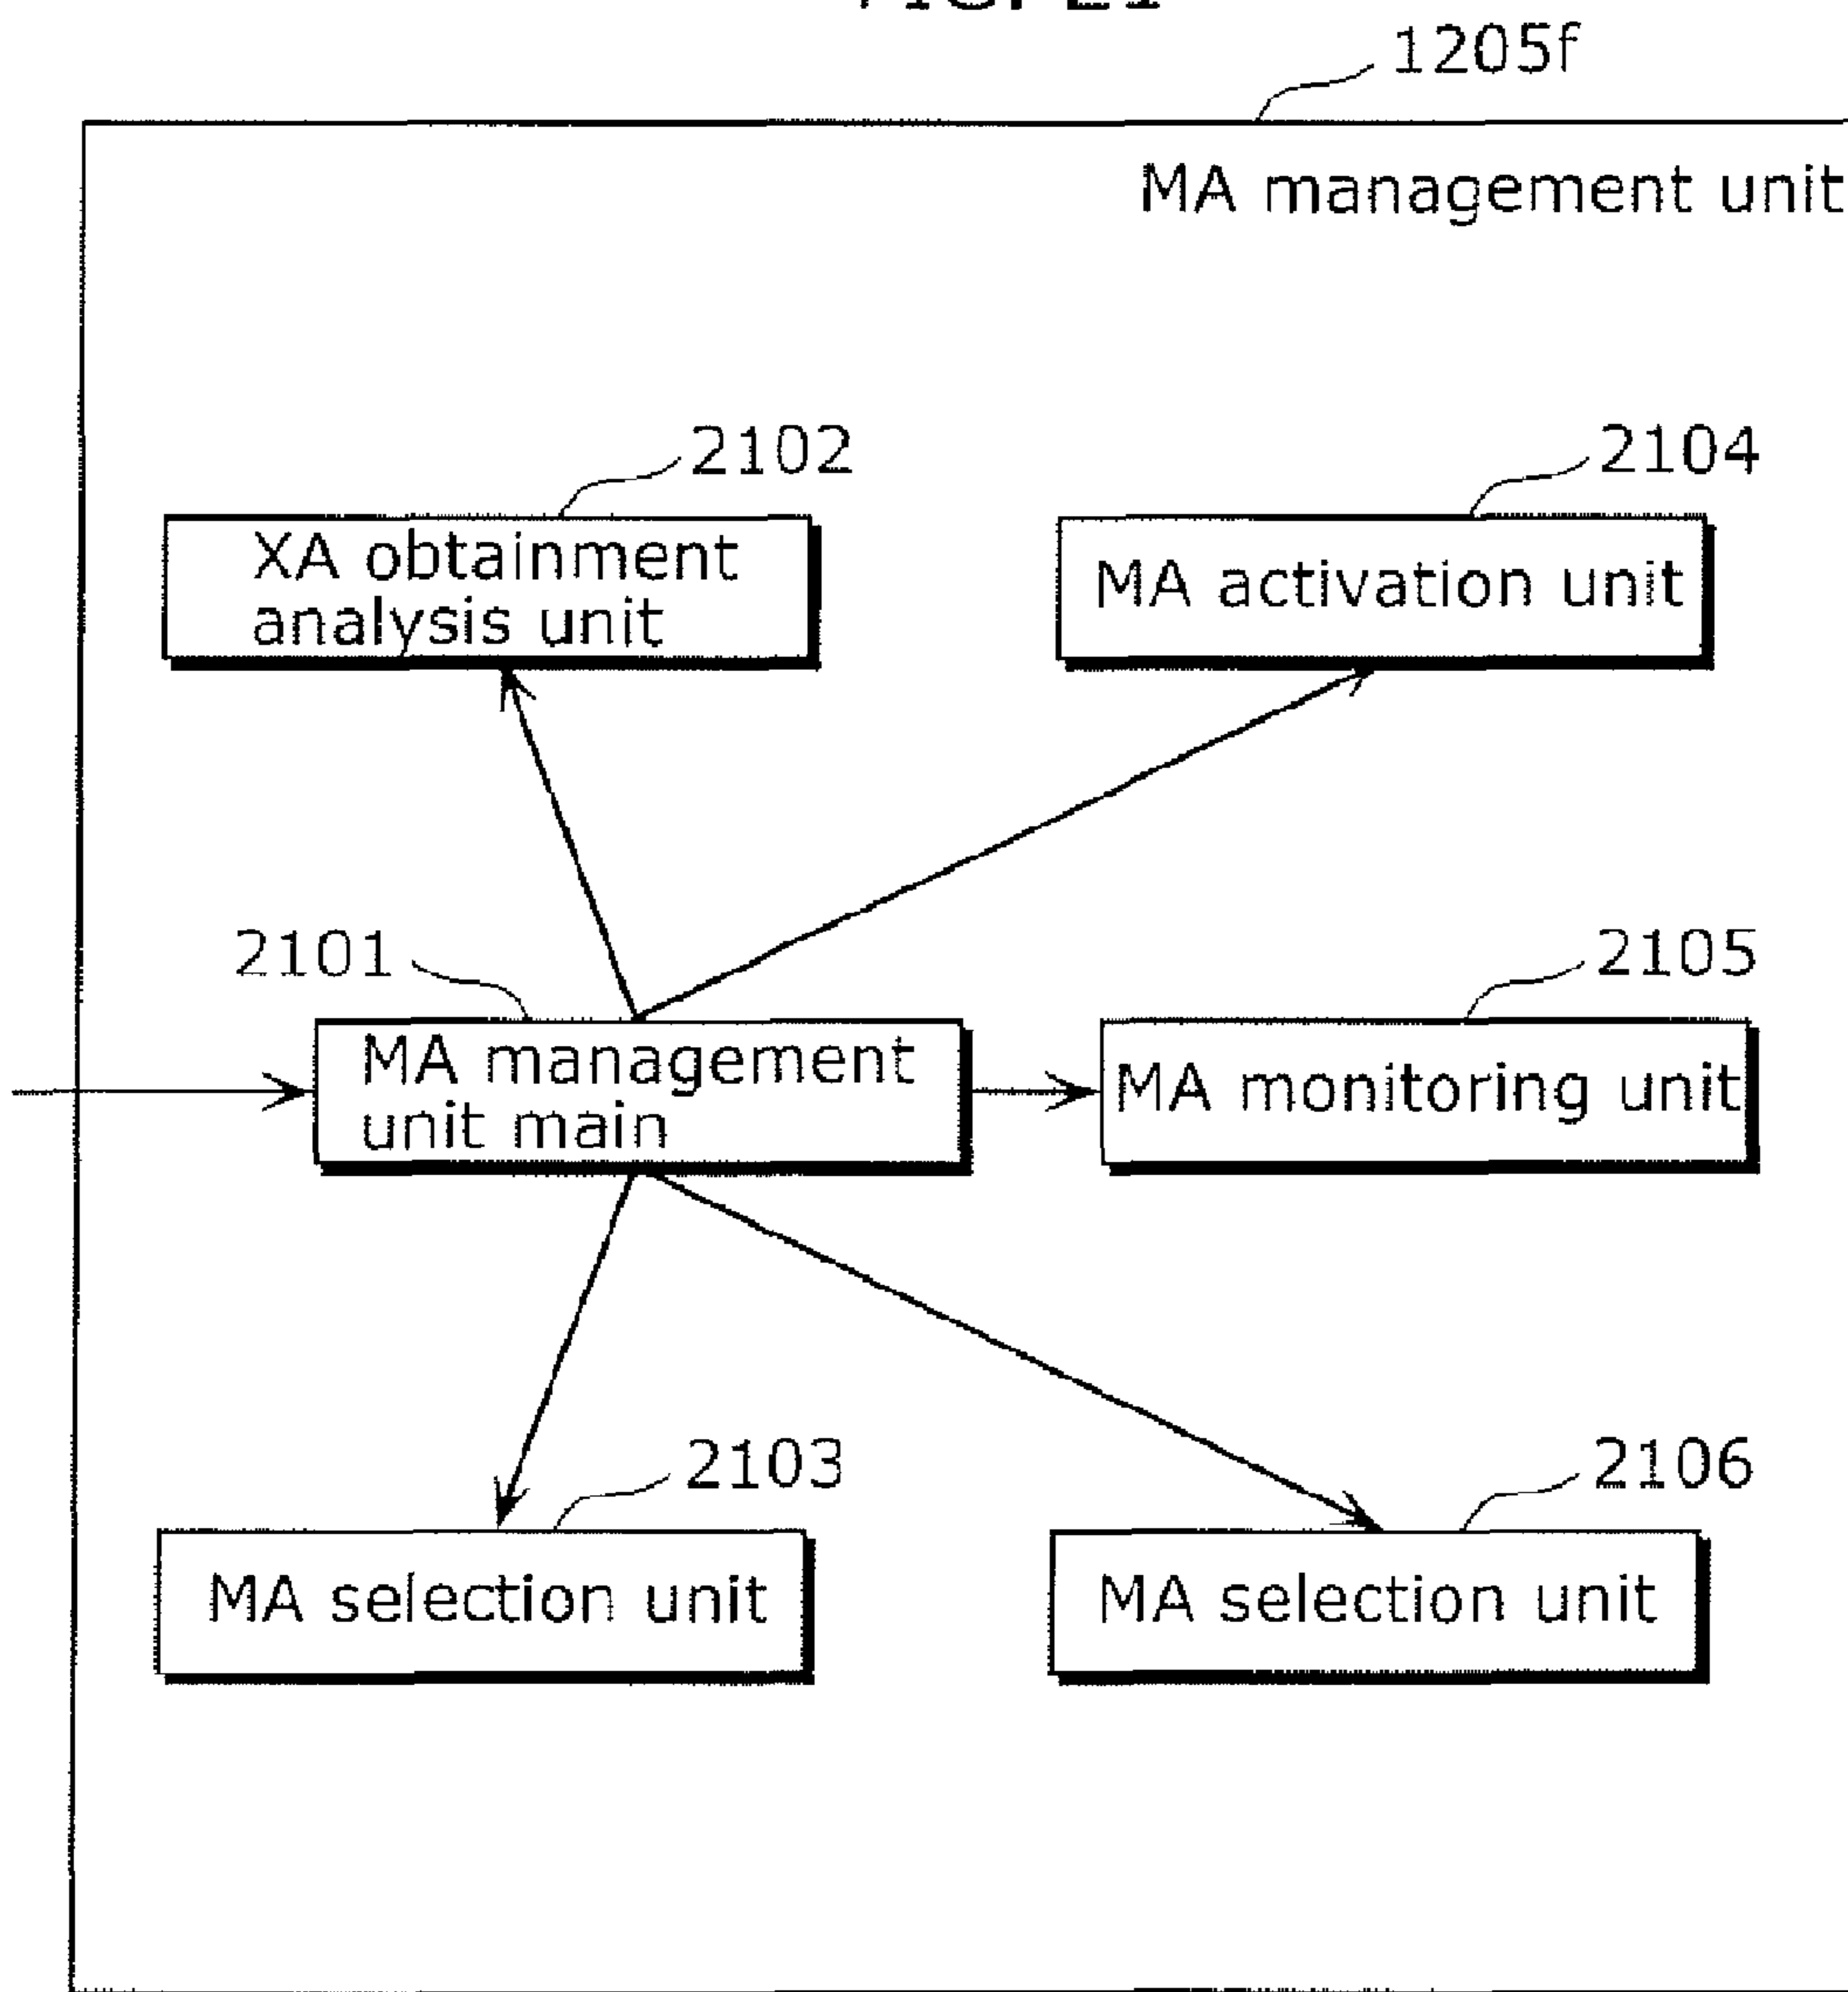 1205f
MA management unit
2102
2104
XA obtainment
analysis unit
MA activation unit
2101
2105
MA management
unit main
MA monitoring unit
2103
2106
MA selection unit
MA selection unit